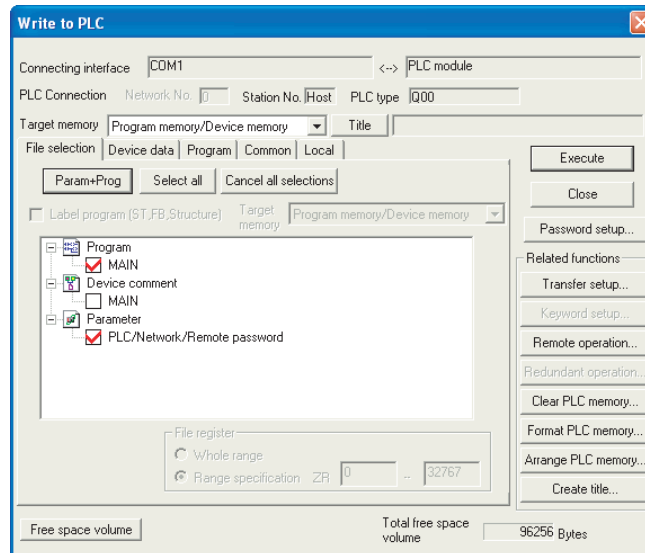 Write to PLC
Connecting interface COM1 <--> PLC module
PLC Connection Network No. 0 Station No. Host PLC type Q00
Target memory Program memory/Device memory Title
File selection Device data Program Common Local
Param+Prog Select all Cancel all selections
Label program (ST,FB,Structure) Target memory Program memory/Device memory
Program
MAIN
Device comment
MAIN
Parameter
PLC/Network/Remote password
File register
Whole range
Range specification ZR 0 -- 32767
Free space volume
Total free space volume 96256 Bytes
Execute
Close
Password setup...
Related functions
Transfer setup...
Keyword setup...
Remote operation...
Redundant operation...
Clear PLC memory...
Format PLC memory...
Arrange PLC memory...
Create title...